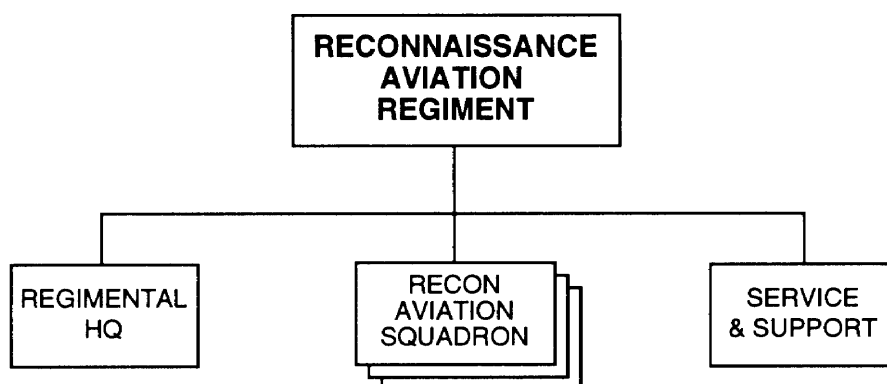 RECONNAISSANCE
AVIATION
REGIMENT
REGIMENTAL
HQ
RECON
AVIATION
SQUADRON
SERVICE
& SUPPORT